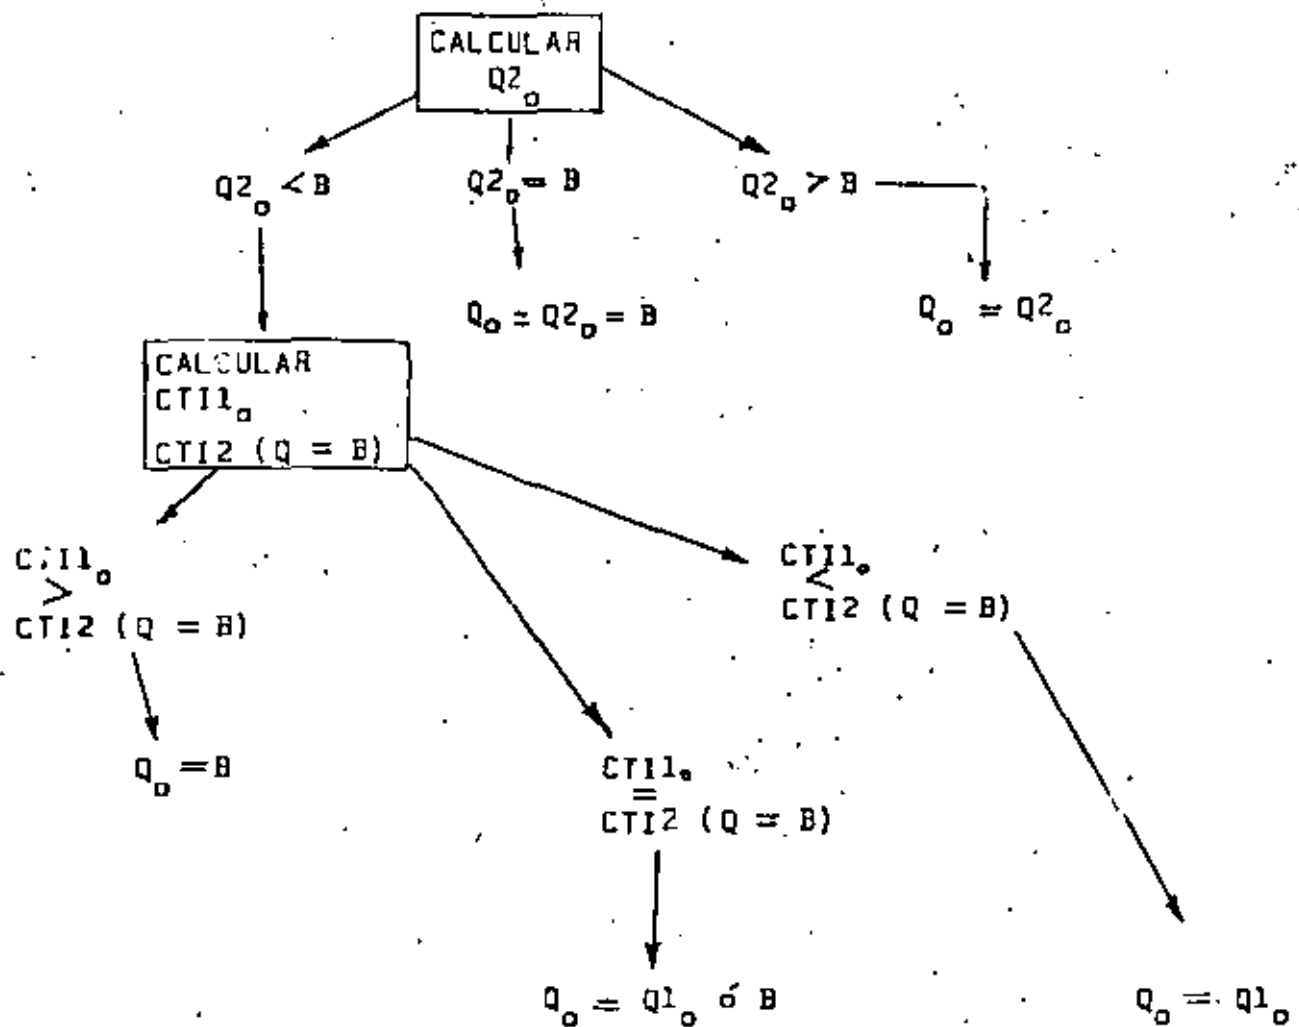 CALCULAR
Q2o
Q2o < B
Q2o = B
Q2o > B
Qo = Q2o = B
Qo = Q2o
CALCULAR
CTI1o
CTI2 (Q = B)
CTI1o
>
CTI2 (Q = B)
CTI1o
<
CTI2 (Q = B)
Qo = B
CTI1o
=
CTI2 (Q = B)
Qo = Q1o ó B
Qo = Q1o